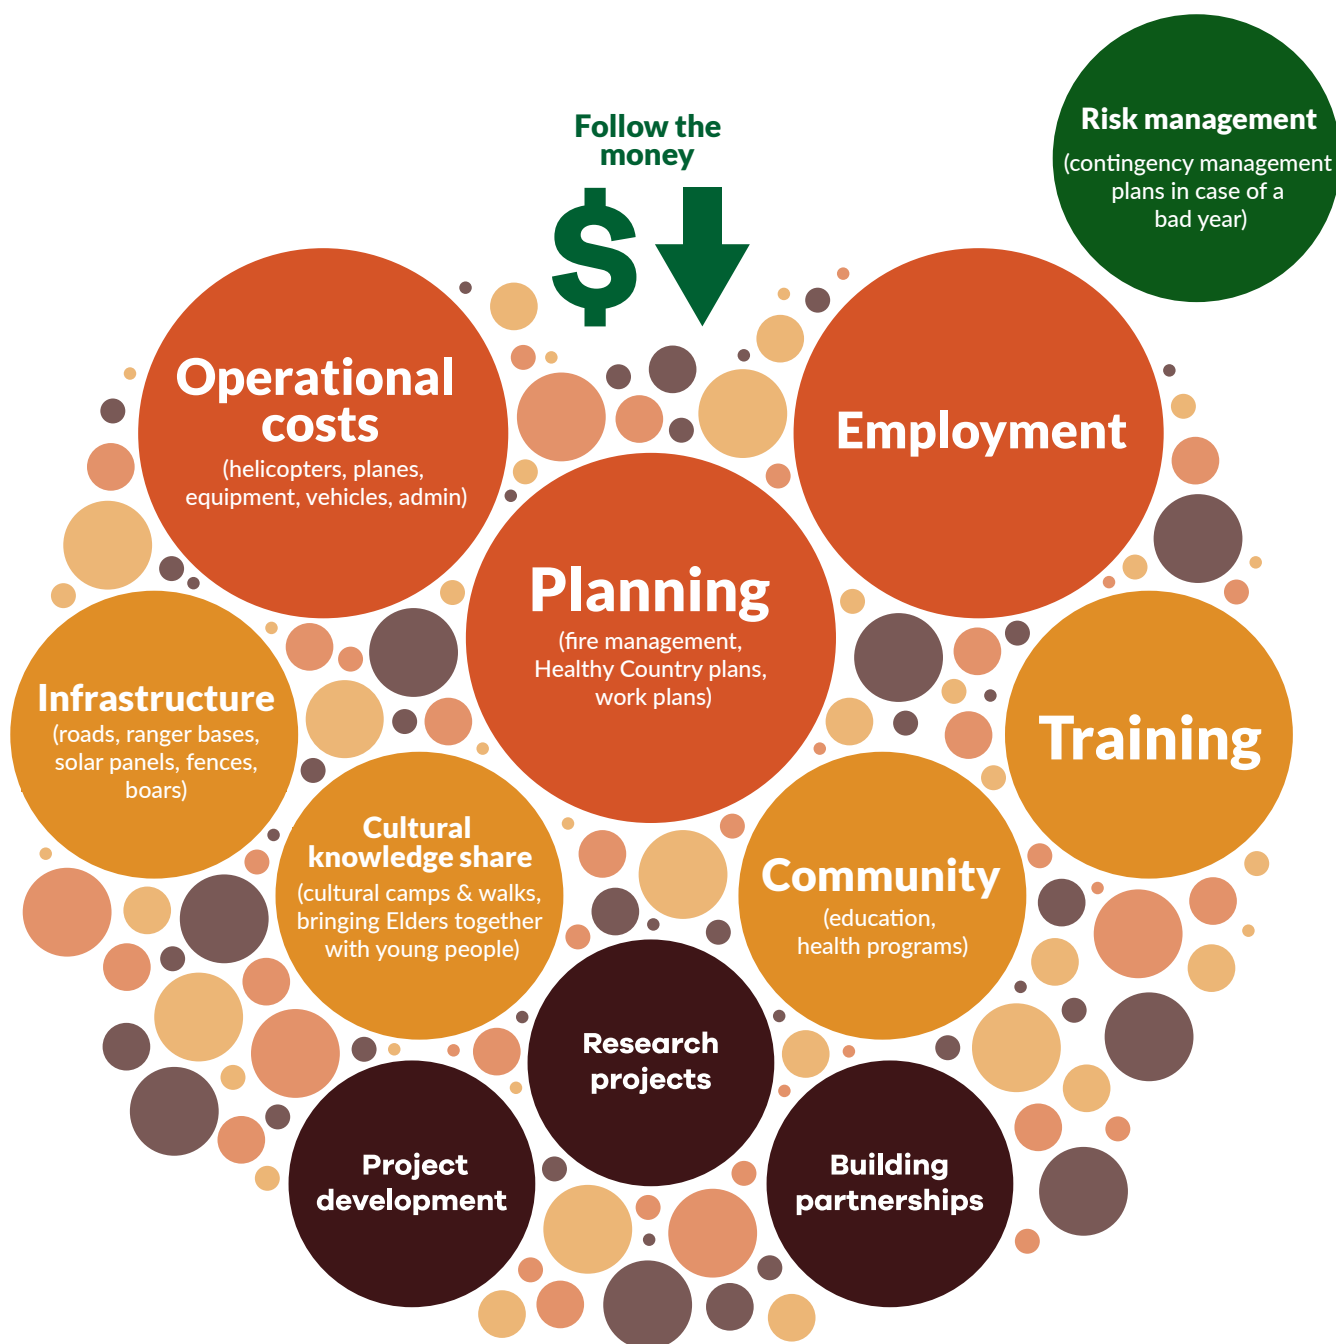 Follow the
money
$
Risk management
(contingency management
plans in case of a
bad year)
Operational
costs
(helicopters, planes,
equipment, vehicles, admin)
Employment
Planning
(fire management,
Healthy Country plans,
work plans)
Infrastructure
(roads, ranger bases,
solar panels, fences,
boars)
Training
Cultural
knowledge share
(cultural camps & walks,
bringing Elders together
with young people)
Community
(education,
health programs)
Research
projects
Project
development
Building
partnerships